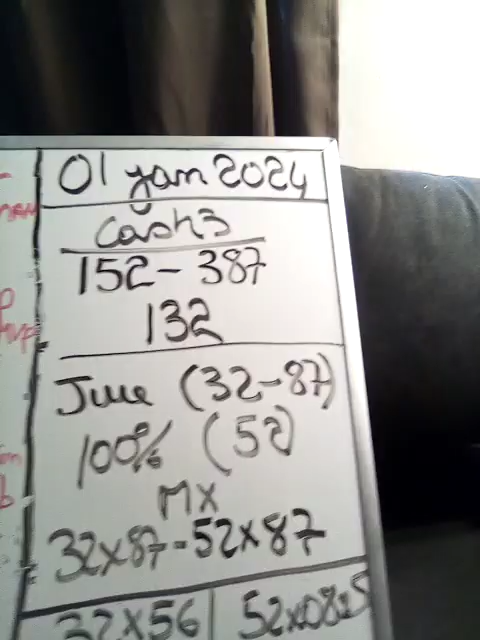 01 Jan 2024
Cash3
152 - 387
132
June (32-87)
100% (52)
MX
32x87-52x87
32x56